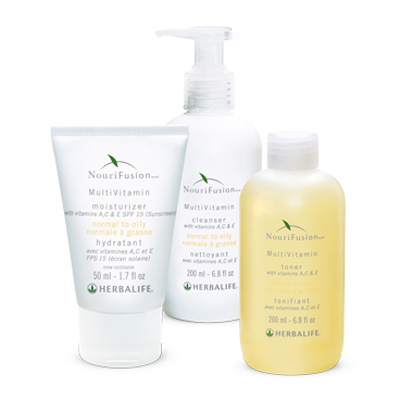 NouriFusion
MultiVitamin
moisturizer
with vitamins A,C & E SPF 15 (Sunscreen)
normal to oily
normale à grasse
hydratant
avec vitamines A,C et E
FPS 15 (écran solaire)
50 ml - 1.7 fl oz
HERBALIFE.
NouriFusion
MultiVitamin
cleanser
with vitamins A,C & E
normal to oily
normale à grasse
nettoyant
avec vitamines A,C et E
200 ml - 6.8 fl oz
HERBALIFE.
NouriFusion
MultiVitamin
toner
with vitamins A,C & E
tonifiant
avec vitamines A,C et E
200 ml - 6.8 fl oz
HERBALIFE.